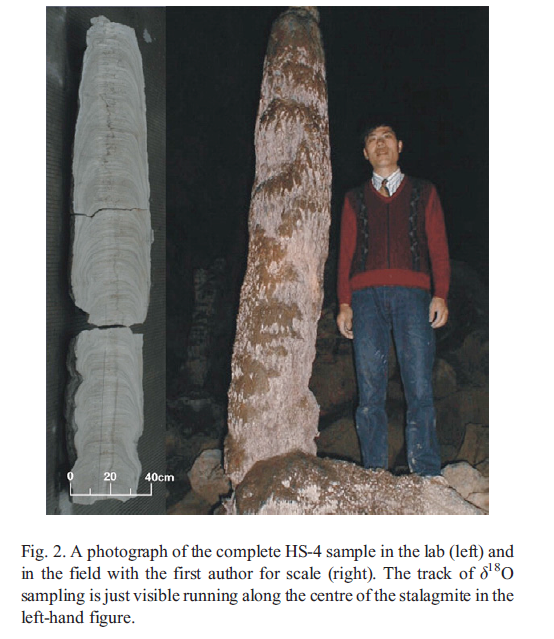 0 20 40cm
Fig. 2. A photograph of the complete HS-4 sample in the lab (left) and
in the field with the first author for scale (right). The track of δ18O
sampling is just visible running along the centre of the stalagmite in the
left-hand figure.